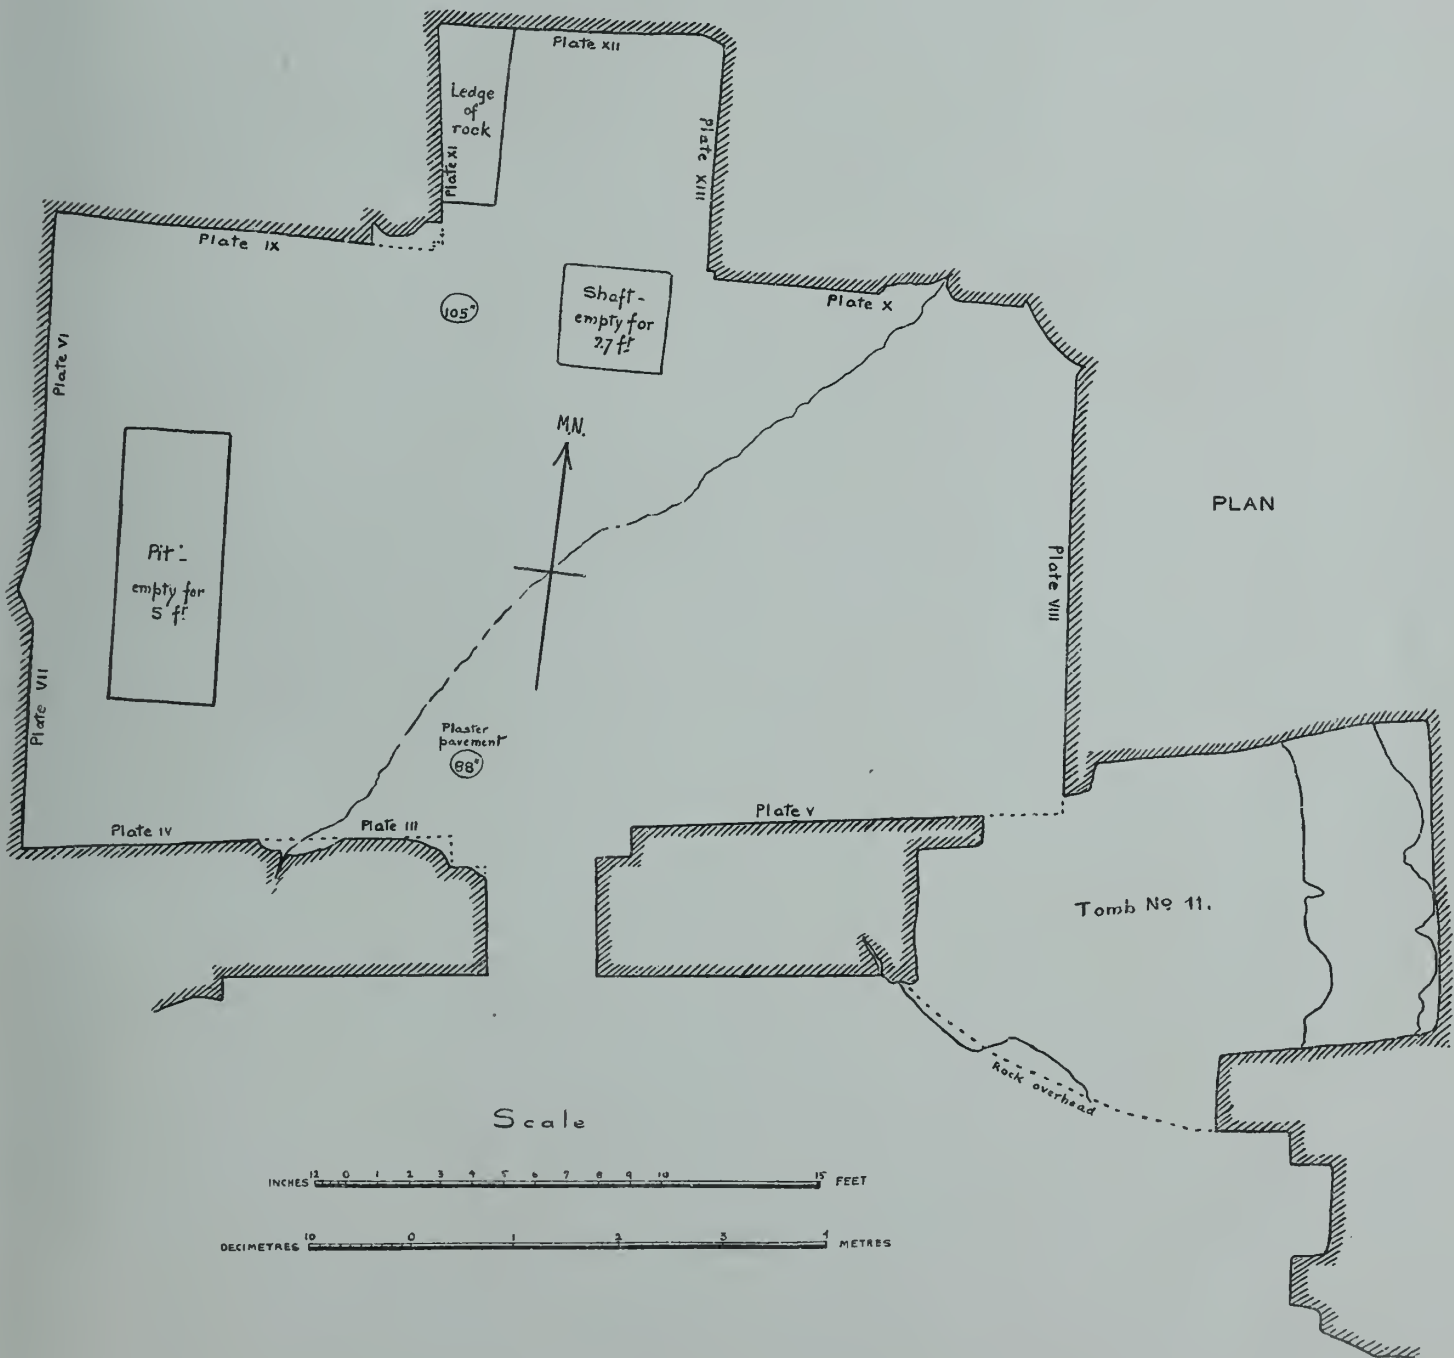 Plate XII
Ledge
of
rock
Plate XI
Plate XIII
Plate IX
105"
Shaft-
empty for
27 ft
Plate X
Plate VI
M.N.
PLAN
Pit:-
empty for
5 ft
Plate VIII
Plate VII
Plaster
pavement
88"
Plate IV
Plate III
Plate V
Tomb No 11.
Rock overhead
Scale
INCHES 12 0 1 2 3 4 5 6 7 8 9 10 15 FEET
DECIMETRES 10 0 1 2 3 4 METRES